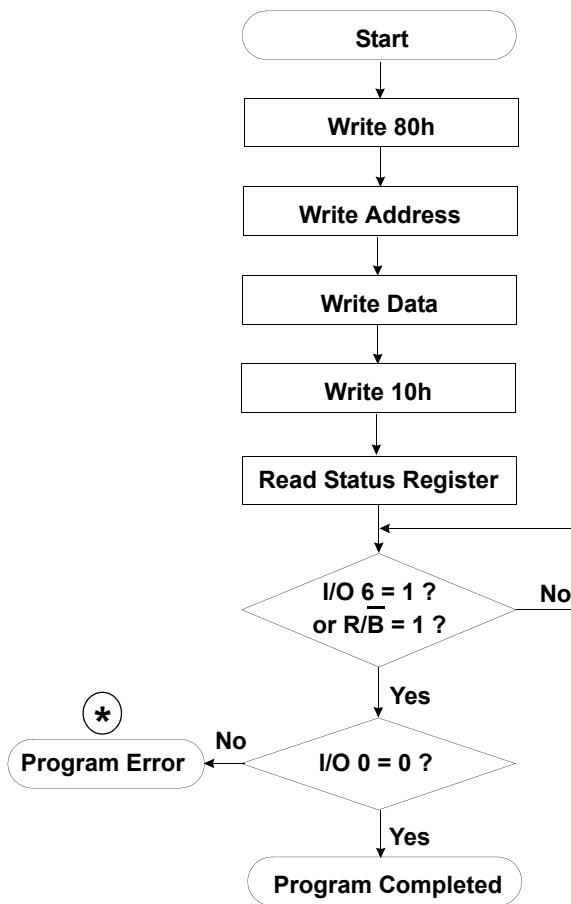 Start
Write 80h
Write Address
Write Data
Write 10h
Read Status Register
I/O 6 = 1 ?
or R/B̅ = 1 ?
No
Yes
*
Program Error
No
I/O 0 = 0 ?
Yes
Program Completed